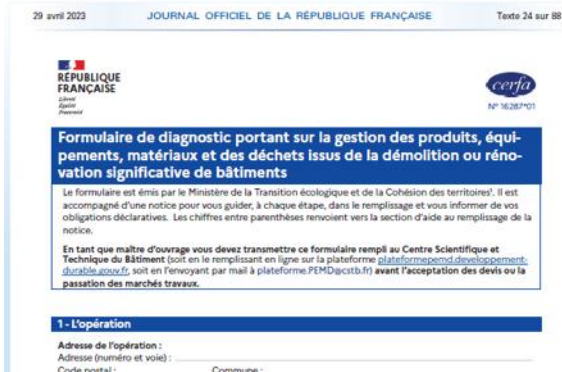 29 avril 2023 JOURNAL OFFICIEL DE LA RÉPUBLIQUE FRANÇAISE Texte 24 sur 88
RÉPUBLIQUE
FRANÇAISE
Liberté
Égalité
Fraternité
cerfa
N° 16287*01
Formulaire de diagnostic portant sur la gestion des produits, équi-
pements, matériaux et des déchets issus de la démolition ou réno-
vation significative de bâtiments
Le formulaire est émis par le Ministère de la Transition écologique et de la Cohésion des territoires¹. Il est
accompagné d'une notice pour vous guider, à chaque étape, dans le remplissage et vous informer de vos
obligations déclaratives. Les chiffres entre parenthèses renvoient vers la section d'aide au remplissage de la
notice.
En tant que maître d'ouvrage vous devez transmettre ce formulaire rempli au Centre Scientifique et
Technique du Bâtiment (soit en le remplissant en ligne sur la plateforme plateformepemd.developpement-
durable.gouv.fr, soit en l'envoyant par mail à plateforme.PEMD@cstb.fr) avant l'acceptation des devis ou la
passation des marchés travaux.
1 - L'opération
Adresse de l'opération :
Adresse (numéro et voie) :
Code postal : Commune :